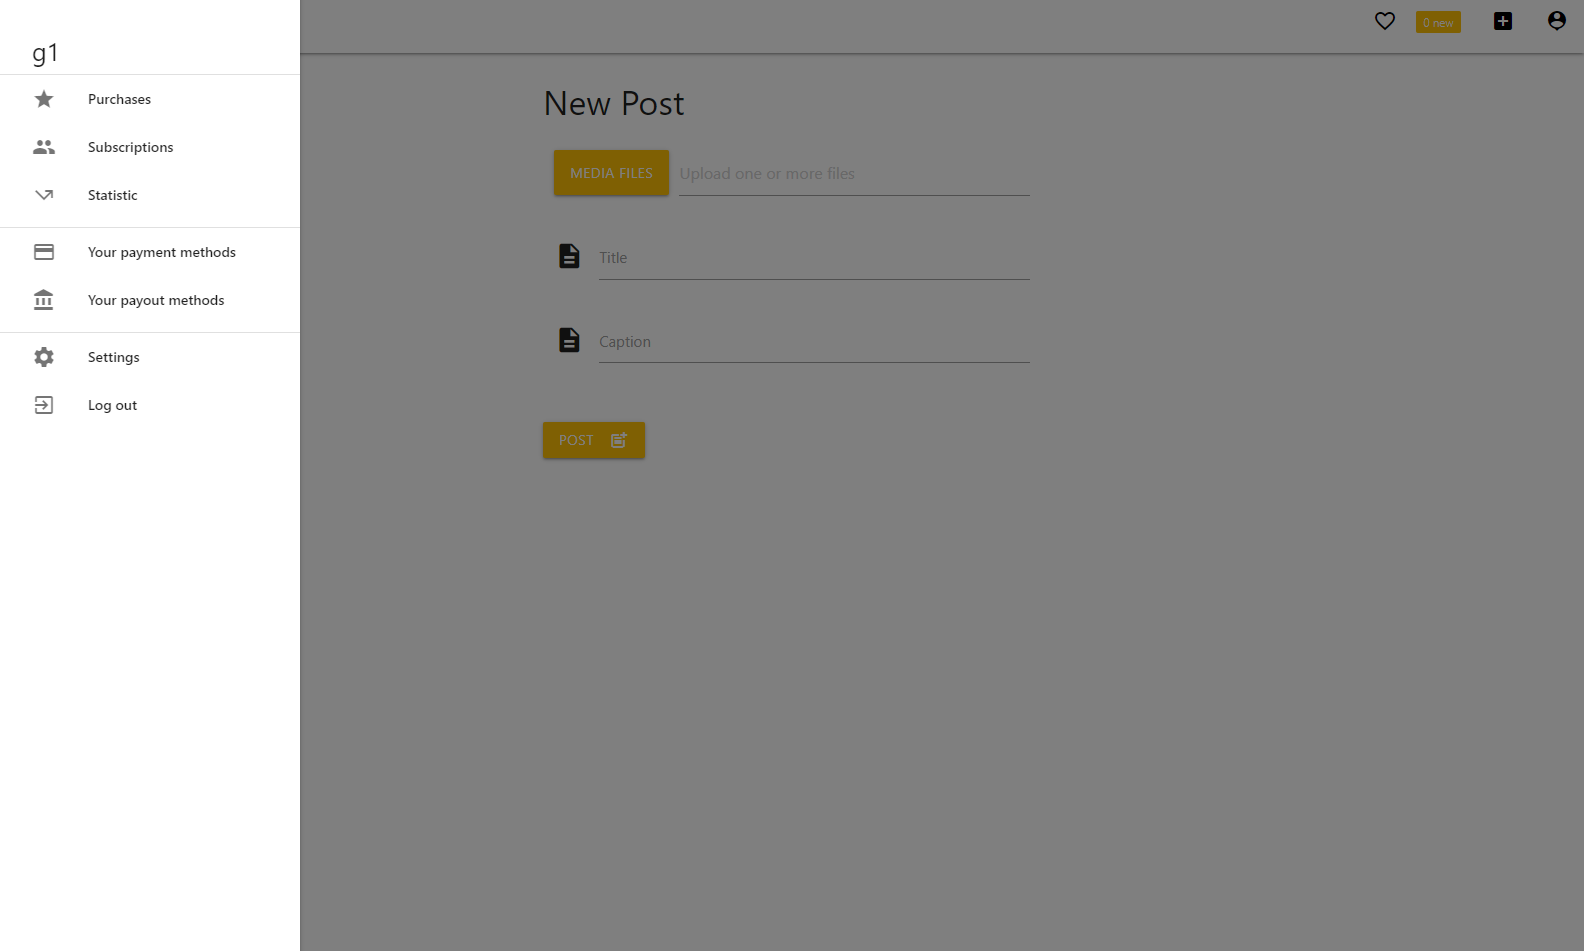 g1
Purchases
Subscriptions
Statistic
Your payment methods
Your payout methods
Settings
Log out
0 new
New Post
MEDIA FILES
Upload one or more files
Title
Caption
POST